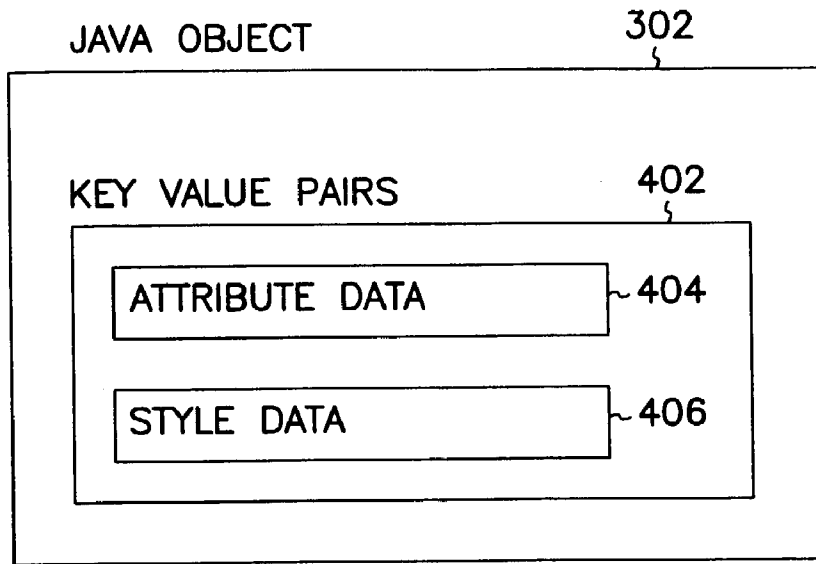 JAVA OBJECT 302
KEY VALUE PAIRS 402
ATTRIBUTE DATA 404
STYLE DATA 406